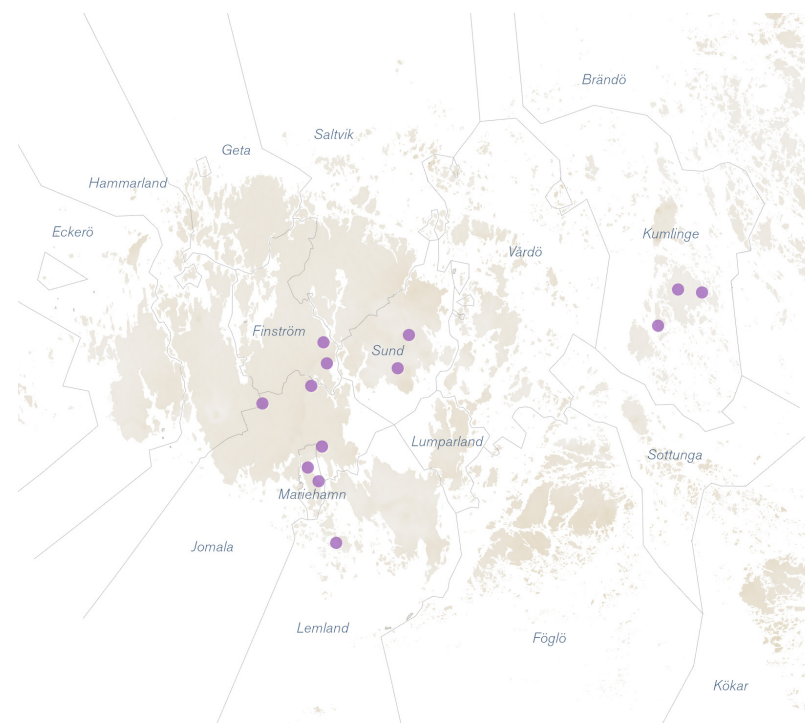 Brändö
Saltvik
Geta
Hammarland
Eckerö
Kumlinge
Vårdö
Finström
Sund
Lumparland
Sottunga
Mariehamn
Jomala
Lemland
Föglö
Kökar